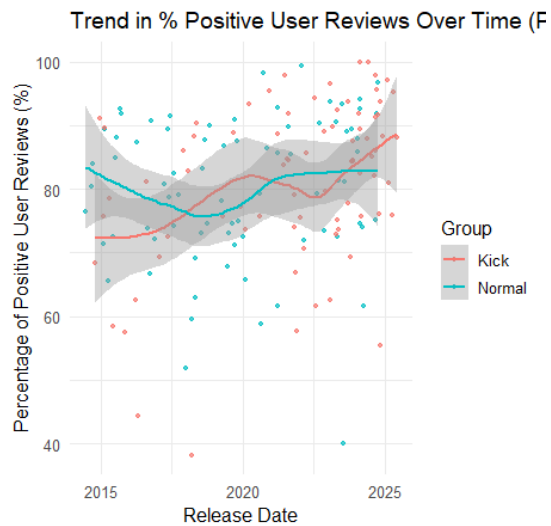 Trend in % Positive User Reviews Over Time (F
Percentage of Positive User Reviews (%)
100
80
60
40
2015
2020
2025
Release Date
Group
Kick
Normal